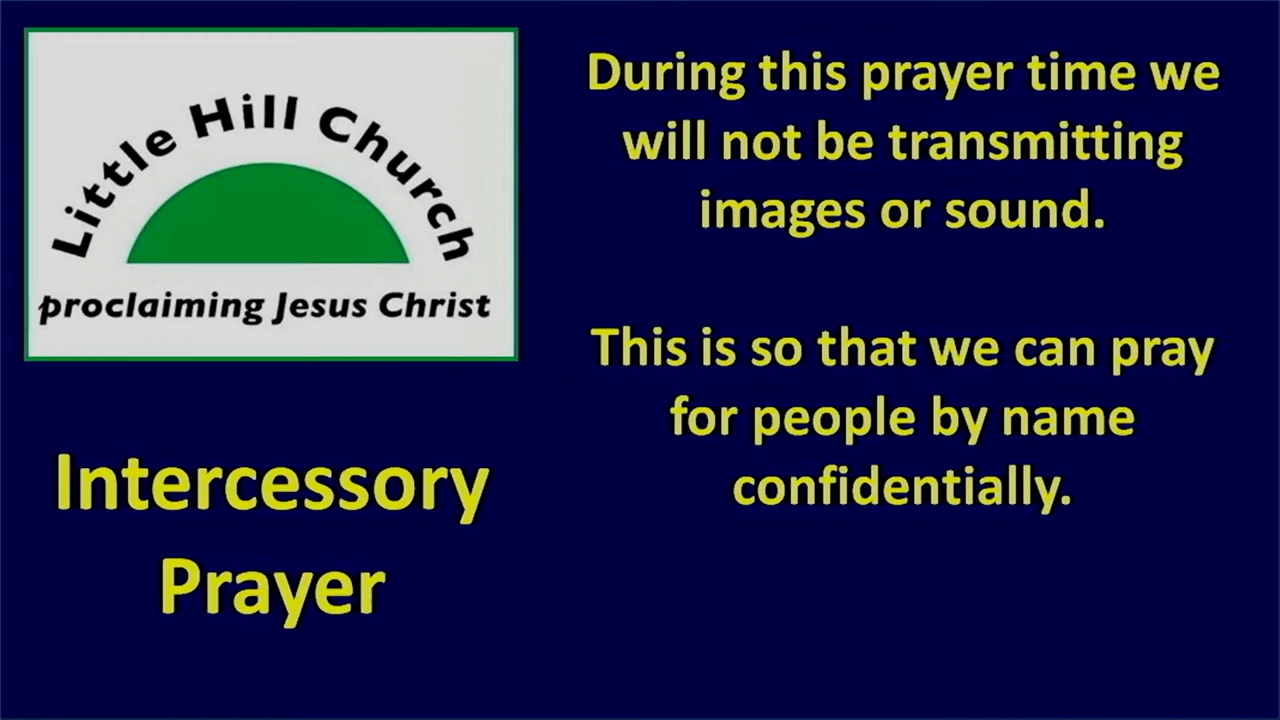 Little Hill Church
proclaiming Jesus Christ
Intercessory
Prayer
During this prayer time we
will not be transmitting
images or sound.
This is so that we can pray
for people by name
confidentially.